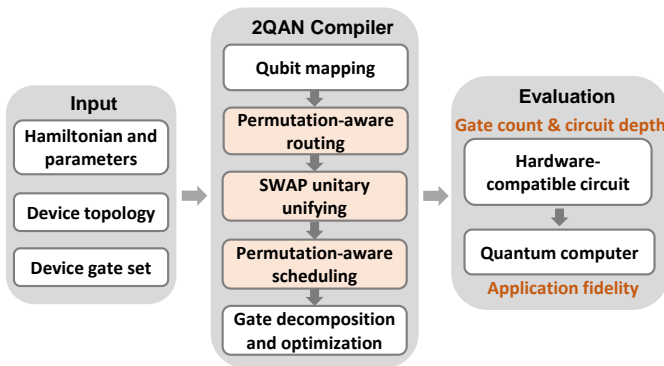 Input
Hamiltonian and
parameters
Device topology
Device gate set
2QAN Compiler
Qubit mapping
Permutation-aware
routing
SWAP unitary
unifying
Permutation-aware
scheduling
Gate decomposition
and optimization
Evaluation
Gate count & circuit depth
Hardware-
compatible circuit
Quantum computer
Application fidelity